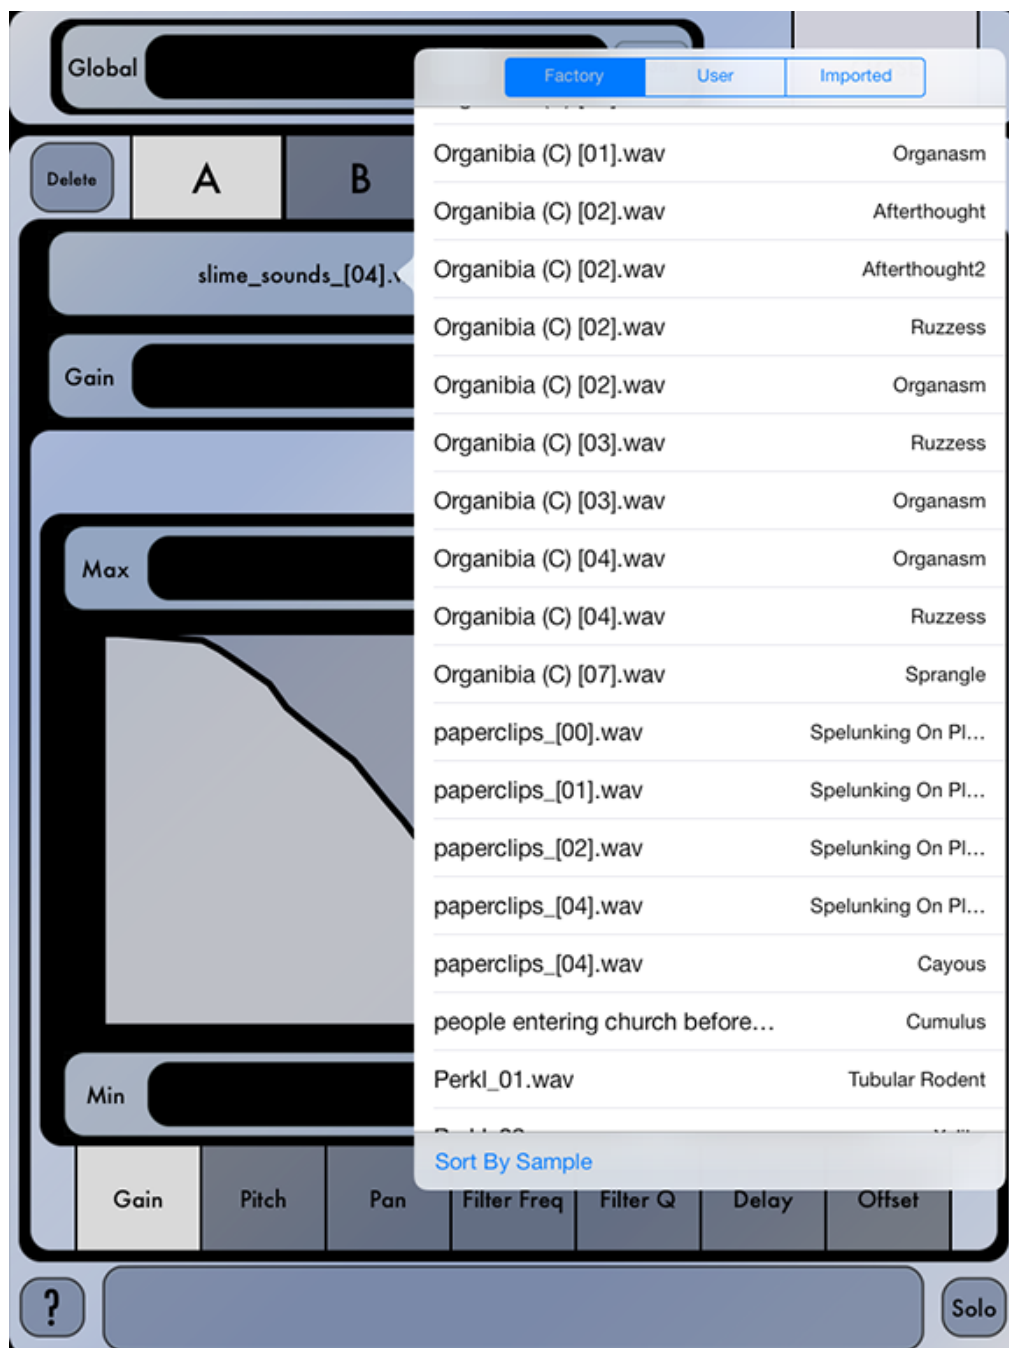 Global
Factory User Imported
Delete A B
Organibia (C) [01].wav Organasm
Organibia (C) [02].wav Afterthought
slime_sounds_[04].
Organibia (C) [02].wav Afterthought2
Organibia (C) [02].wav Ruzzess
Gain
Organibia (C) [02].wav Organasm
Organibia (C) [03].wav Ruzzess
Organibia (C) [03].wav Organasm
Max
Organibia (C) [04].wav Organasm
Organibia (C) [04].wav Ruzzess
Organibia (C) [07].wav Sprangle
paperclips_[00].wav Spelunking On Pl...
paperclips_[01].wav Spelunking On Pl...
paperclips_[02].wav Spelunking On Pl...
paperclips_[04].wav Spelunking On Pl...
paperclips_[04].wav Cayous
people entering church before... Cumulus
Min
Perkl_01.wav Tubular Rodent
Sort By Sample
Gain Pitch Pan Filter Freq Filter Q Delay Offset
? Solo